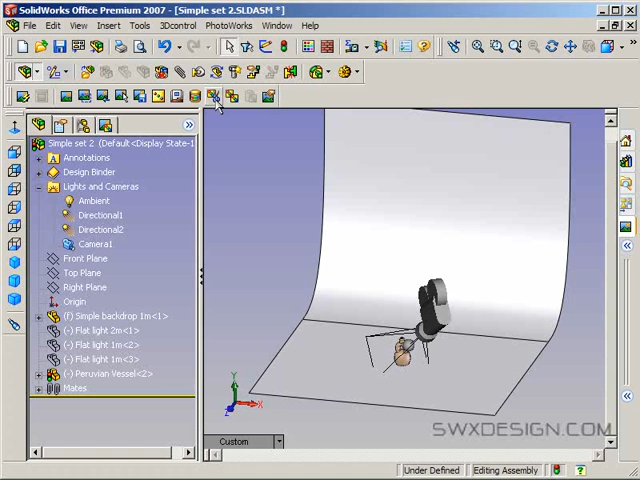 SolidWorks Office Premium 2007 - [Simple set 2.SLDASM]
File Edit View Insert Tools 3Dcontrol PhotoWorks Window Help
Simple set 2 (Default<Display State-1
Annotations
Design Binder
Lights and Cameras
Ambient
Directional1
Directional2
Camera1
Front Plane
Top Plane
Right Plane
Origin
(f) Simple backdrop 1m<1>
(-) Flat light 2m<1>
(-) Flat light 1m<2>
(-) Flat light 1m<3>
(-) Peruvian Vessel<2>
Mates
Y
X
Z
SWXDESIGN.COM
Custom
Under Defined Editing Assembly